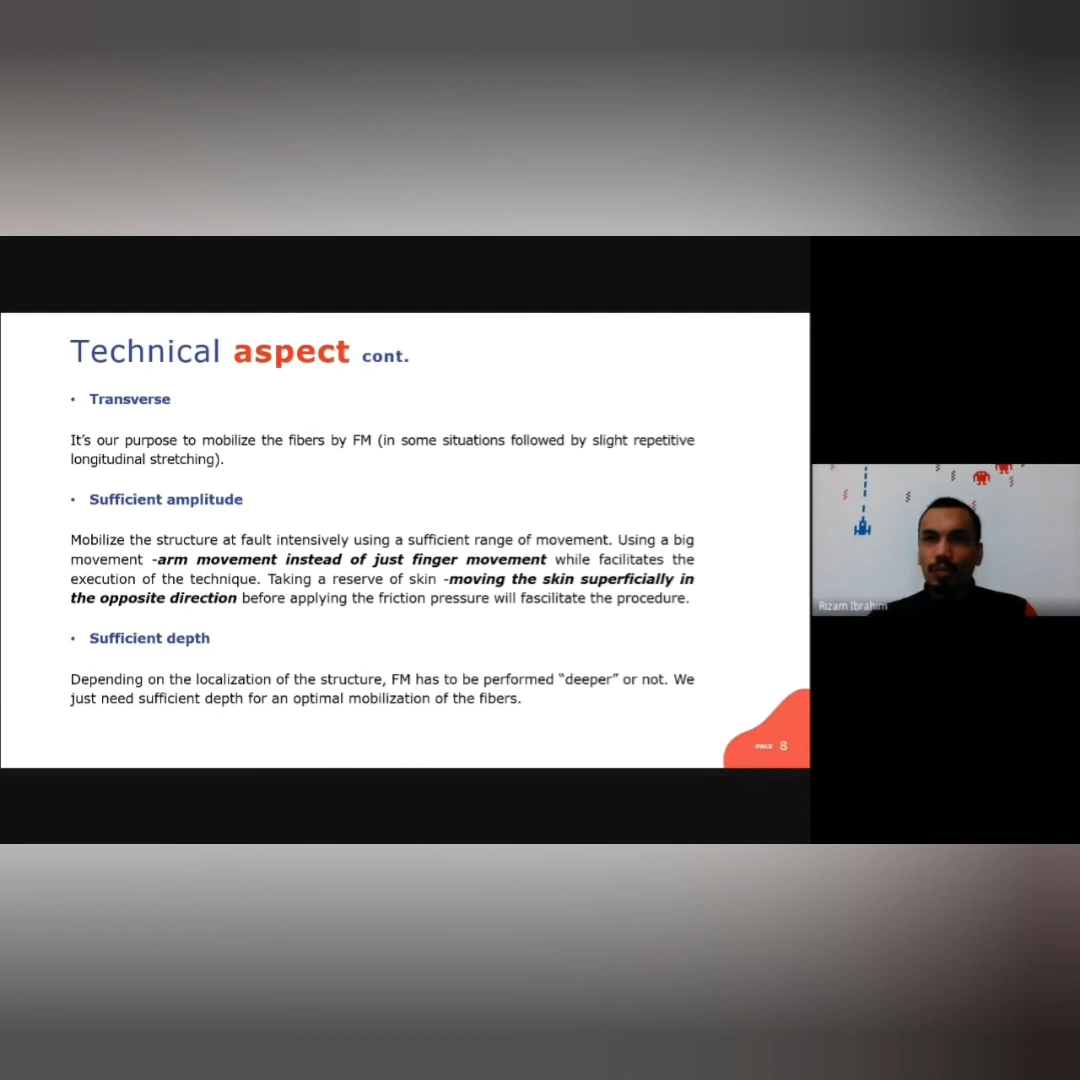 Technical aspect cont.
• Transverse
It's our purpose to mobilize the fibers by FM (in some situations followed by slight repetitive
longitudinal stretching).
• Sufficient amplitude
Mobilize the structure at fault intensively using a sufficient range of movement. Using a big
movement -arm movement instead of just finger movement while facilitates the
execution of the technique. Taking a reserve of skin -moving the skin superficially in
the opposite direction before applying the friction pressure will fascilitate the procedure.
• Sufficient depth
Depending on the localization of the structure, FM has to be performed “deeper” or not. We
just need sufficient depth for an optimal mobilization of the fibers.
PAGE 8
Rizam Ibrahim